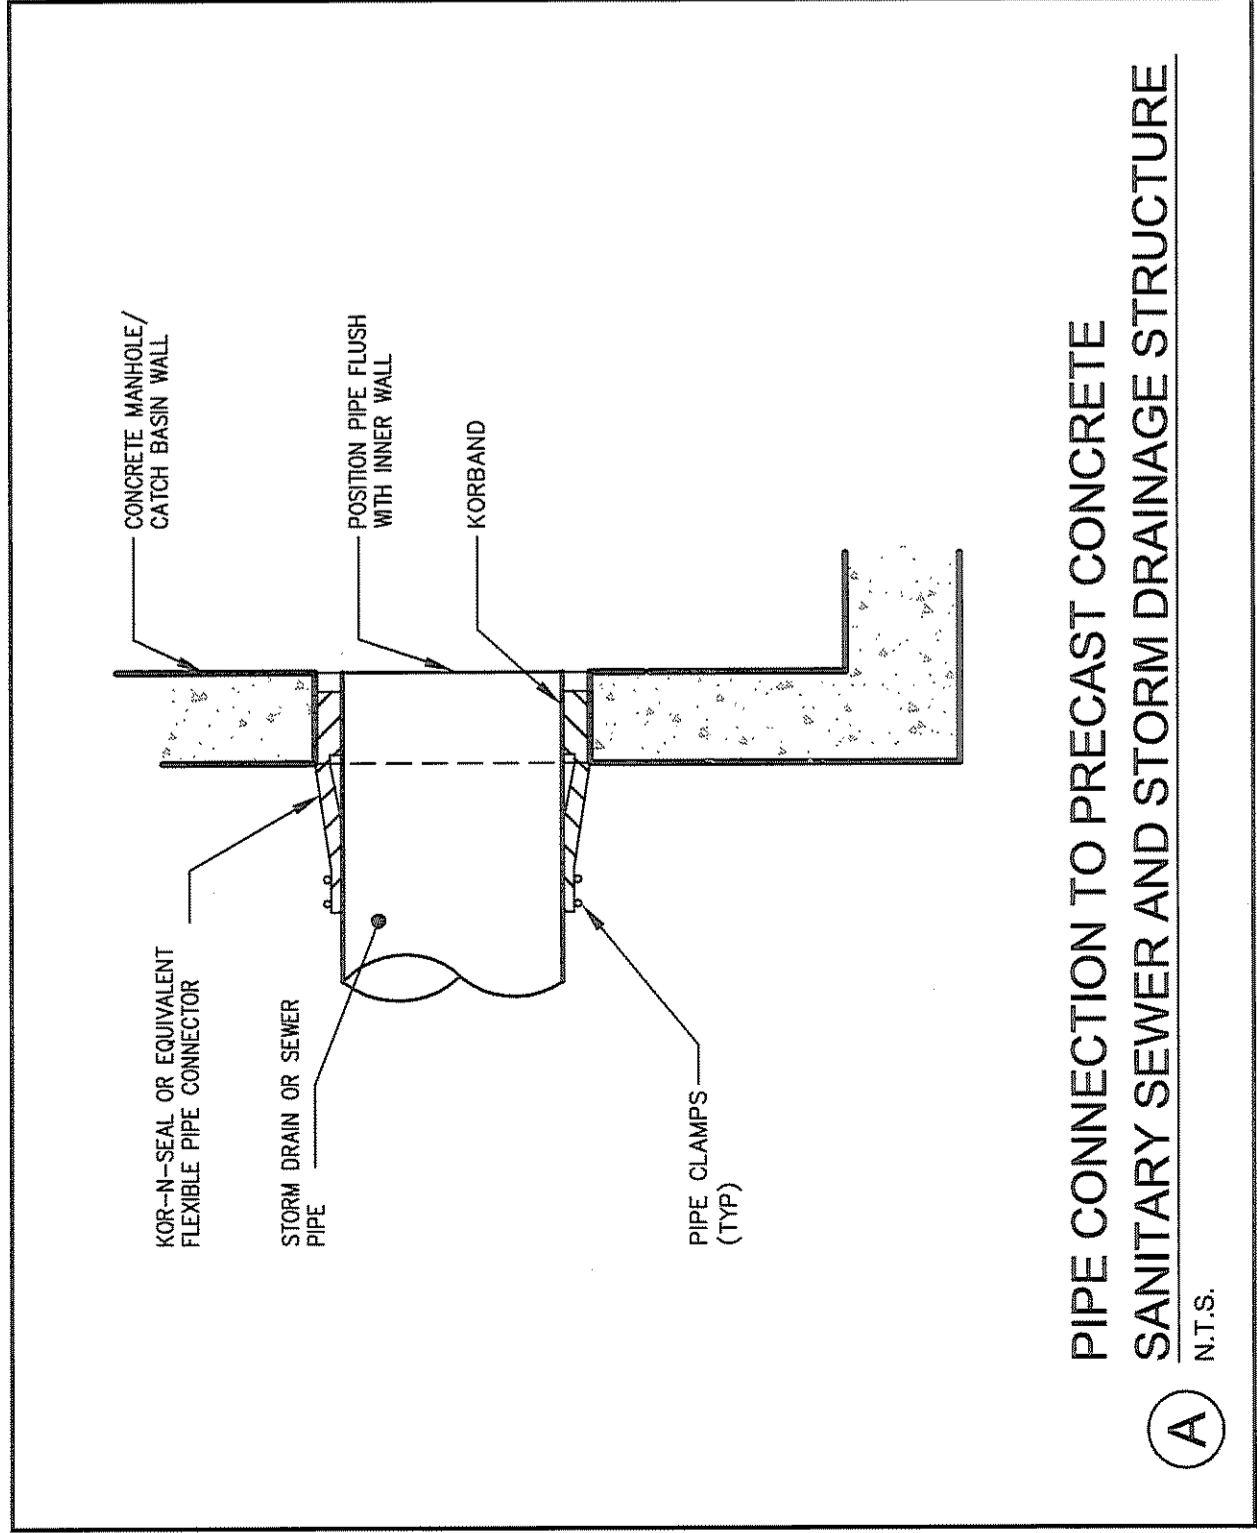 CONCRETE MANHOLE/
CATCH BASIN WALL
POSITION PIPE FLUSH
WITH INNER WALL
KORBAND
KOR-N-SEAL OR EQUIVALENT
FLEXIBLE PIPE CONNECTOR
STORM DRAIN OR SEWER
PIPE
PIPE CLAMPS
(TYP)
A
PIPE CONNECTION TO PRECAST CONCRETE
SANITARY SEWER AND STORM DRAINAGE STRUCTURE
N.T.S.